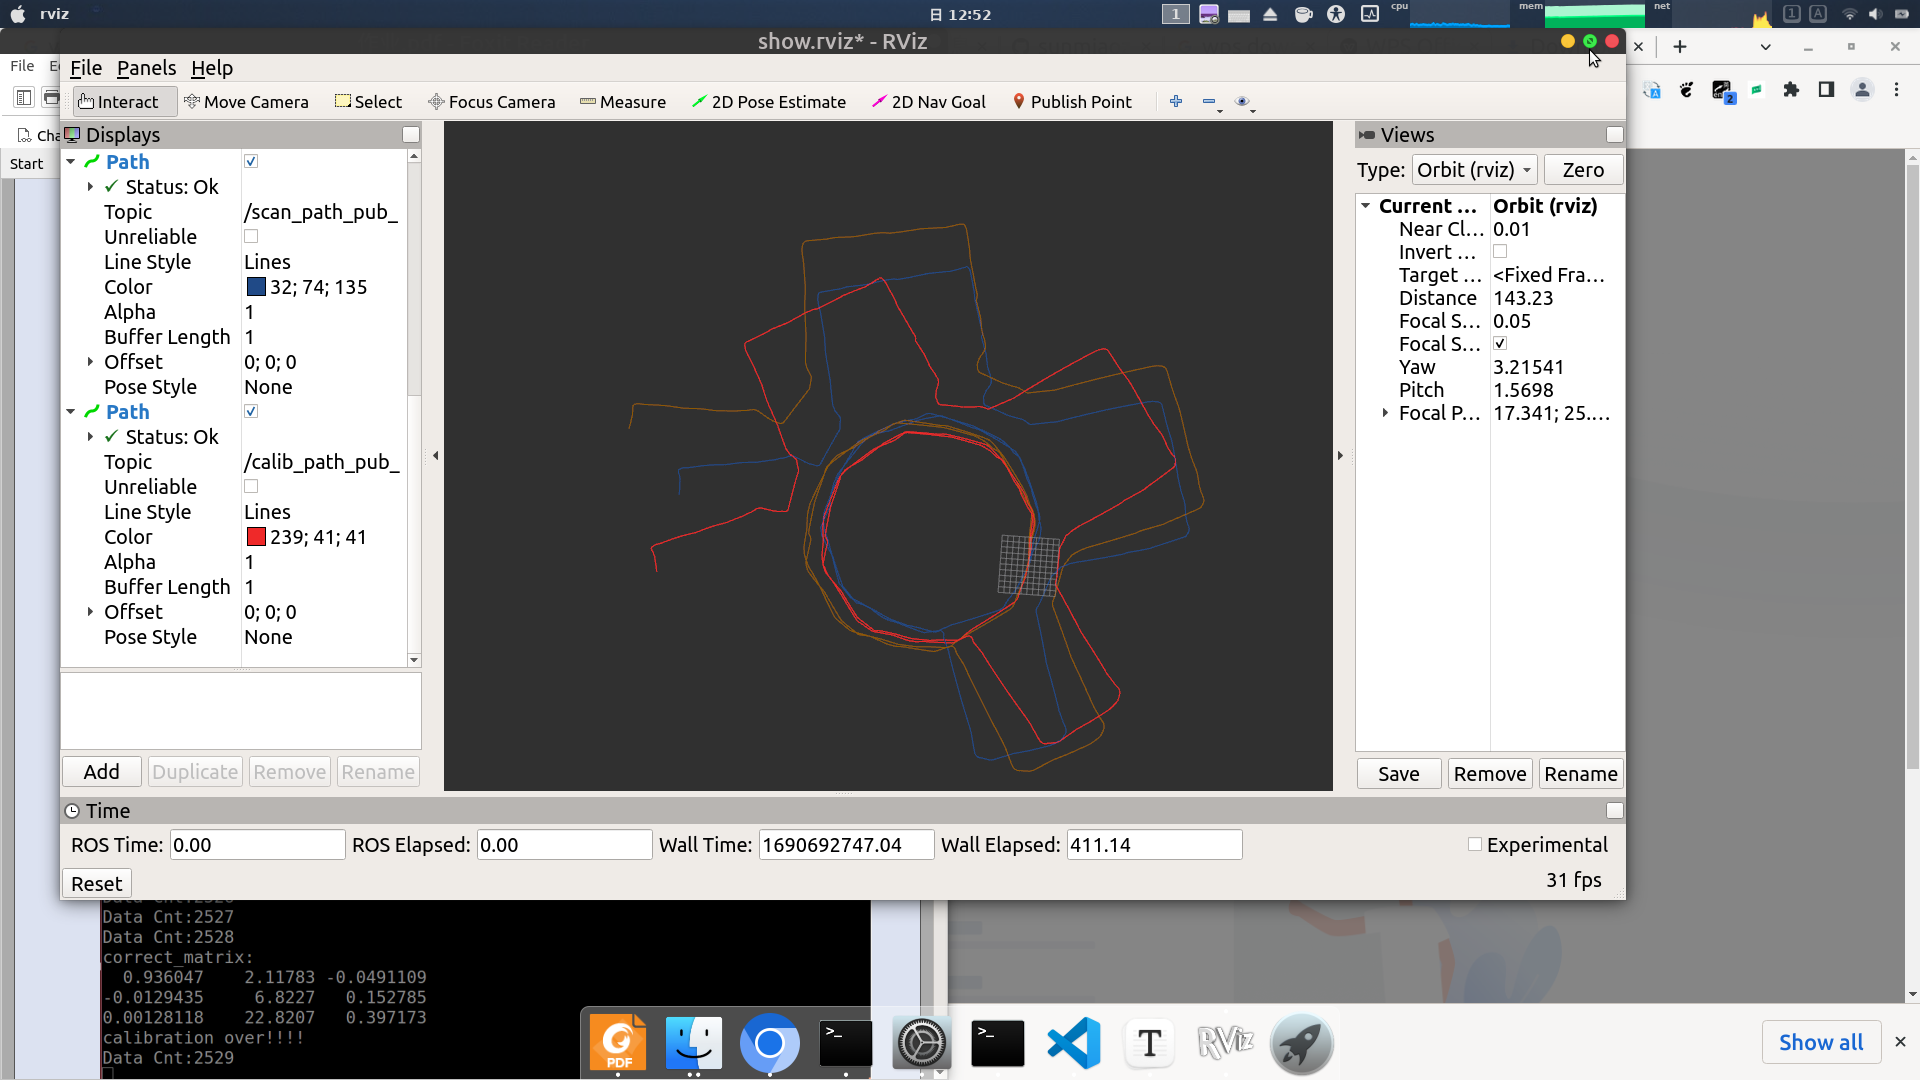 rviz
日 12:52
1
cpu
mem
net
1
A
show.rviz* - RViz
File
File Panels Help
Interact Move Camera Select Focus Camera Measure 2D Pose Estimate 2D Nav Goal Publish Point
2
Start
Displays
Path
Status: Ok
Topic /scan_path_pub_
Unreliable
Line Style Lines
Color 32; 74; 135
Alpha 1
Buffer Length 1
Offset 0; 0; 0
Pose Style None
Path
Status: Ok
Topic /calib_path_pub_
Unreliable
Line Style Lines
Color 239; 41; 41
Alpha 1
Buffer Length 1
Offset 0; 0; 0
Pose Style None
Add Duplicate Remove Rename
Views
Type: Orbit (rviz) Zero
Current ... Orbit (rviz)
Near Cl... 0.01
Invert ...
Target ... <Fixed Fra...
Distance 143.23
Focal S... 0.05
Focal S...
Yaw 3.21541
Pitch 1.5698
Focal P... 17.341; 25....
Save Remove Rename
Time
ROS Time: 0.00 ROS Elapsed: 0.00 Wall Time: 1690692747.04 Wall Elapsed: 411.14 Experimental
Reset 31 fps
Data Cnt:2527
Data Cnt:2528
correct_matrix:
0.936047 2.11783 -0.0491109
-0.0129435 6.8227 0.152785
0.00128118 22.8207 0.397173
calibration over!!!!
Data Cnt:2529
PDF
>_
>_
T
RViz
Show all